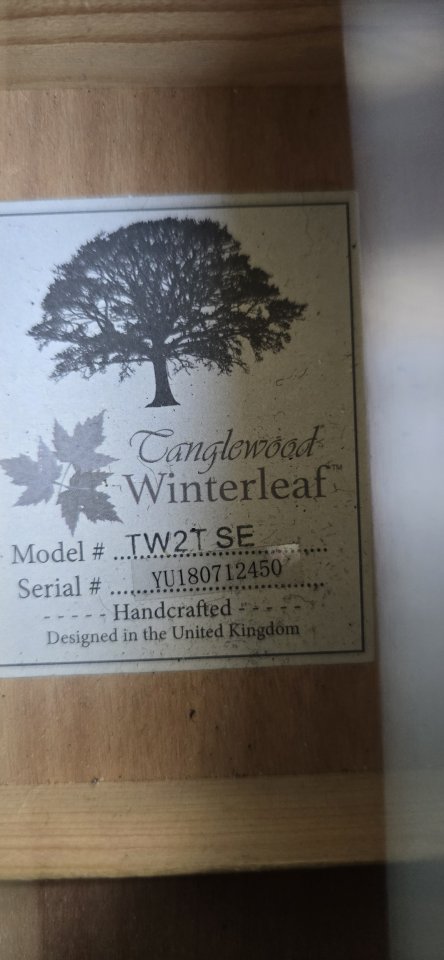 Tanglewood
Winterleaf™
Model # TW2T SE
Serial # YU180712450
- - - - - Handcrafted - - - - -
Designed in the United Kingdom